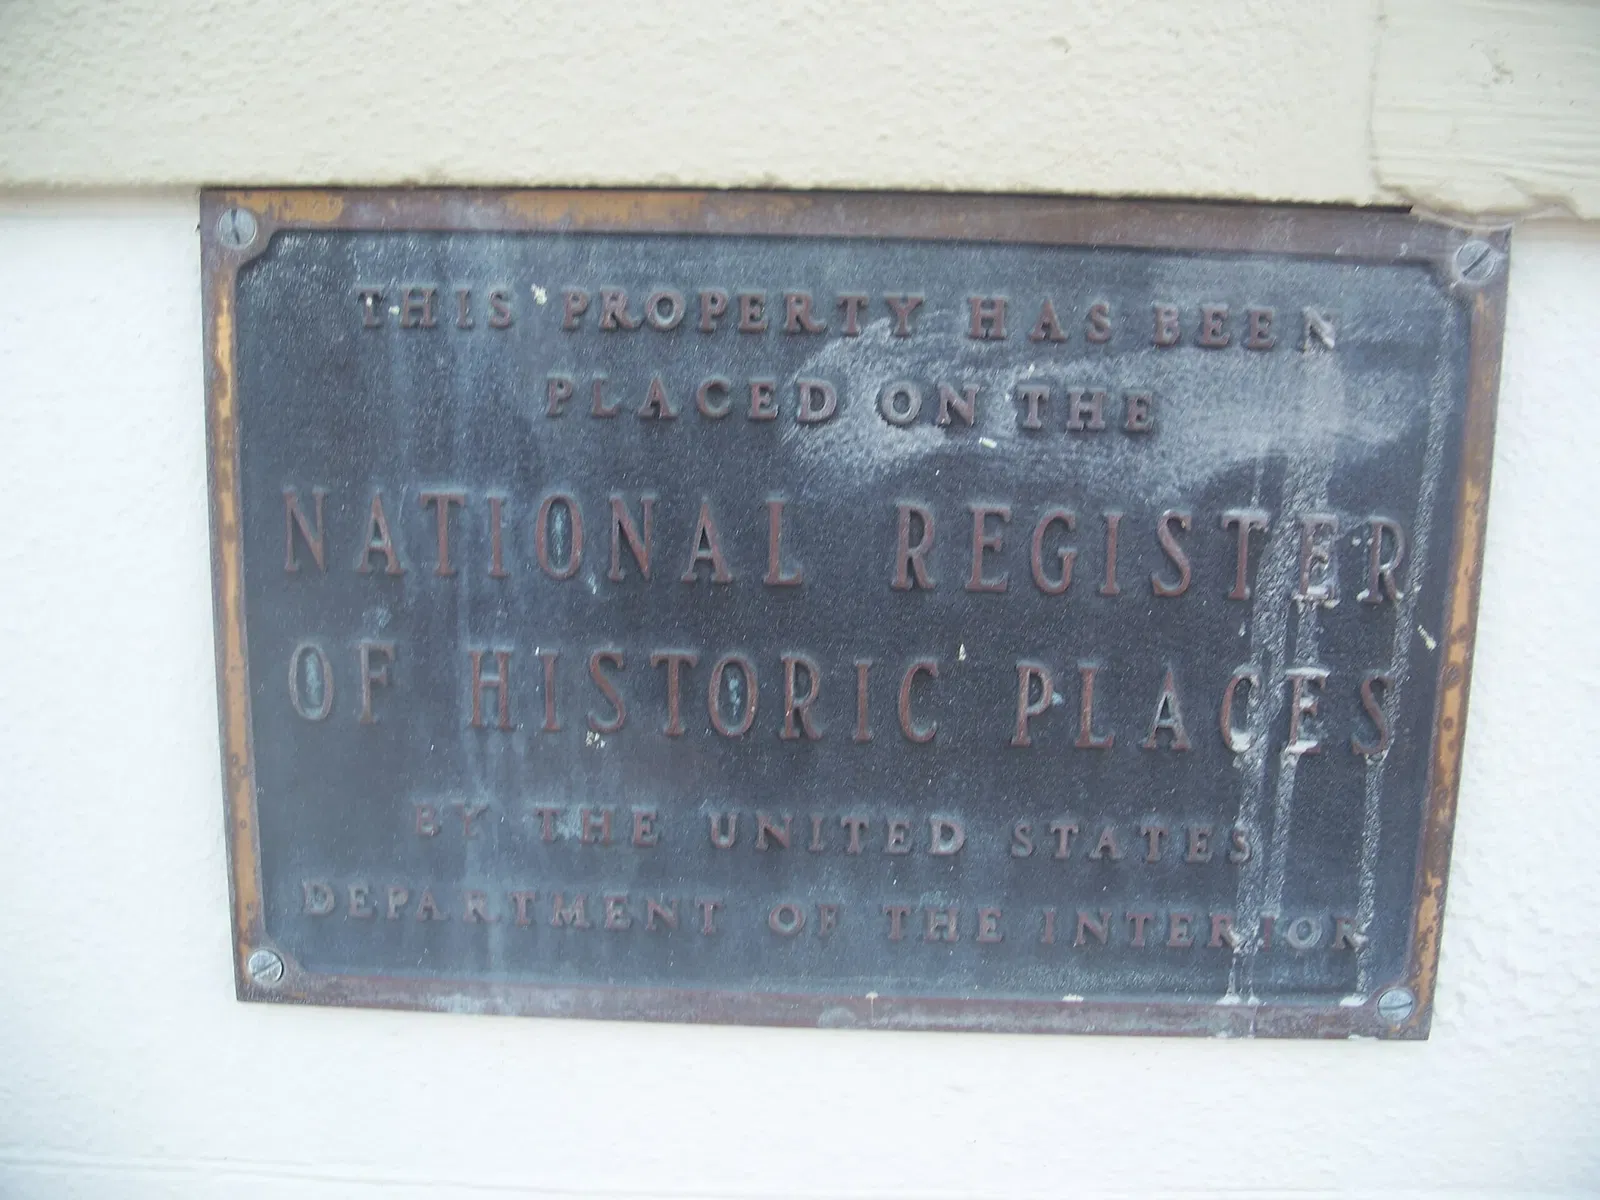 THIS PROPERTY HAS BEEN
PLACED ON THE
NATIONAL REGISTER
OF HISTORIC PLACES
BY THE UNITED STATES
DEPARTMENT OF THE INTERIOR